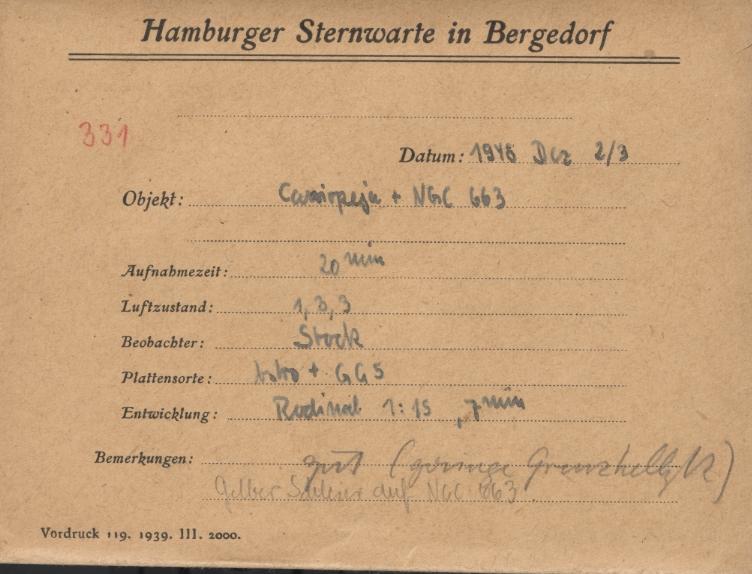 Hamburger Sternwarte in Bergedorf
331
Datum: 1948 Dez 2/3
Objekt: Cassiopeja + NGC 663
Aufnahmezeit: 20 min
Luftzustand: 1, 3, 3
Beobachter: Stock
Plattensorte: + GG5
Entwicklung: Rodinal 1:15, 7 min
Bemerkungen: gut (geringe Grenzhelligk)
Gelber Schleier auf NGC 663
Vordruck 119. 1939. III. 2000.